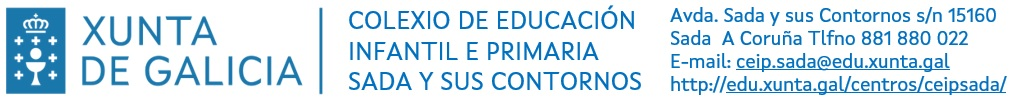 XUNTA
DE GALICIA
COLEXIO DE EDUCACIÓN
INFANTIL E PRIMARIA
SADA Y SUS CONTORNOS
Avda. Sada y sus Contornos s/n 15160
Sada A Coruña Tlfno 881 880 022
E-mail: ceip.sada@edu.xunta.gal
http://edu.xunta.gal/centros/ceipsada/